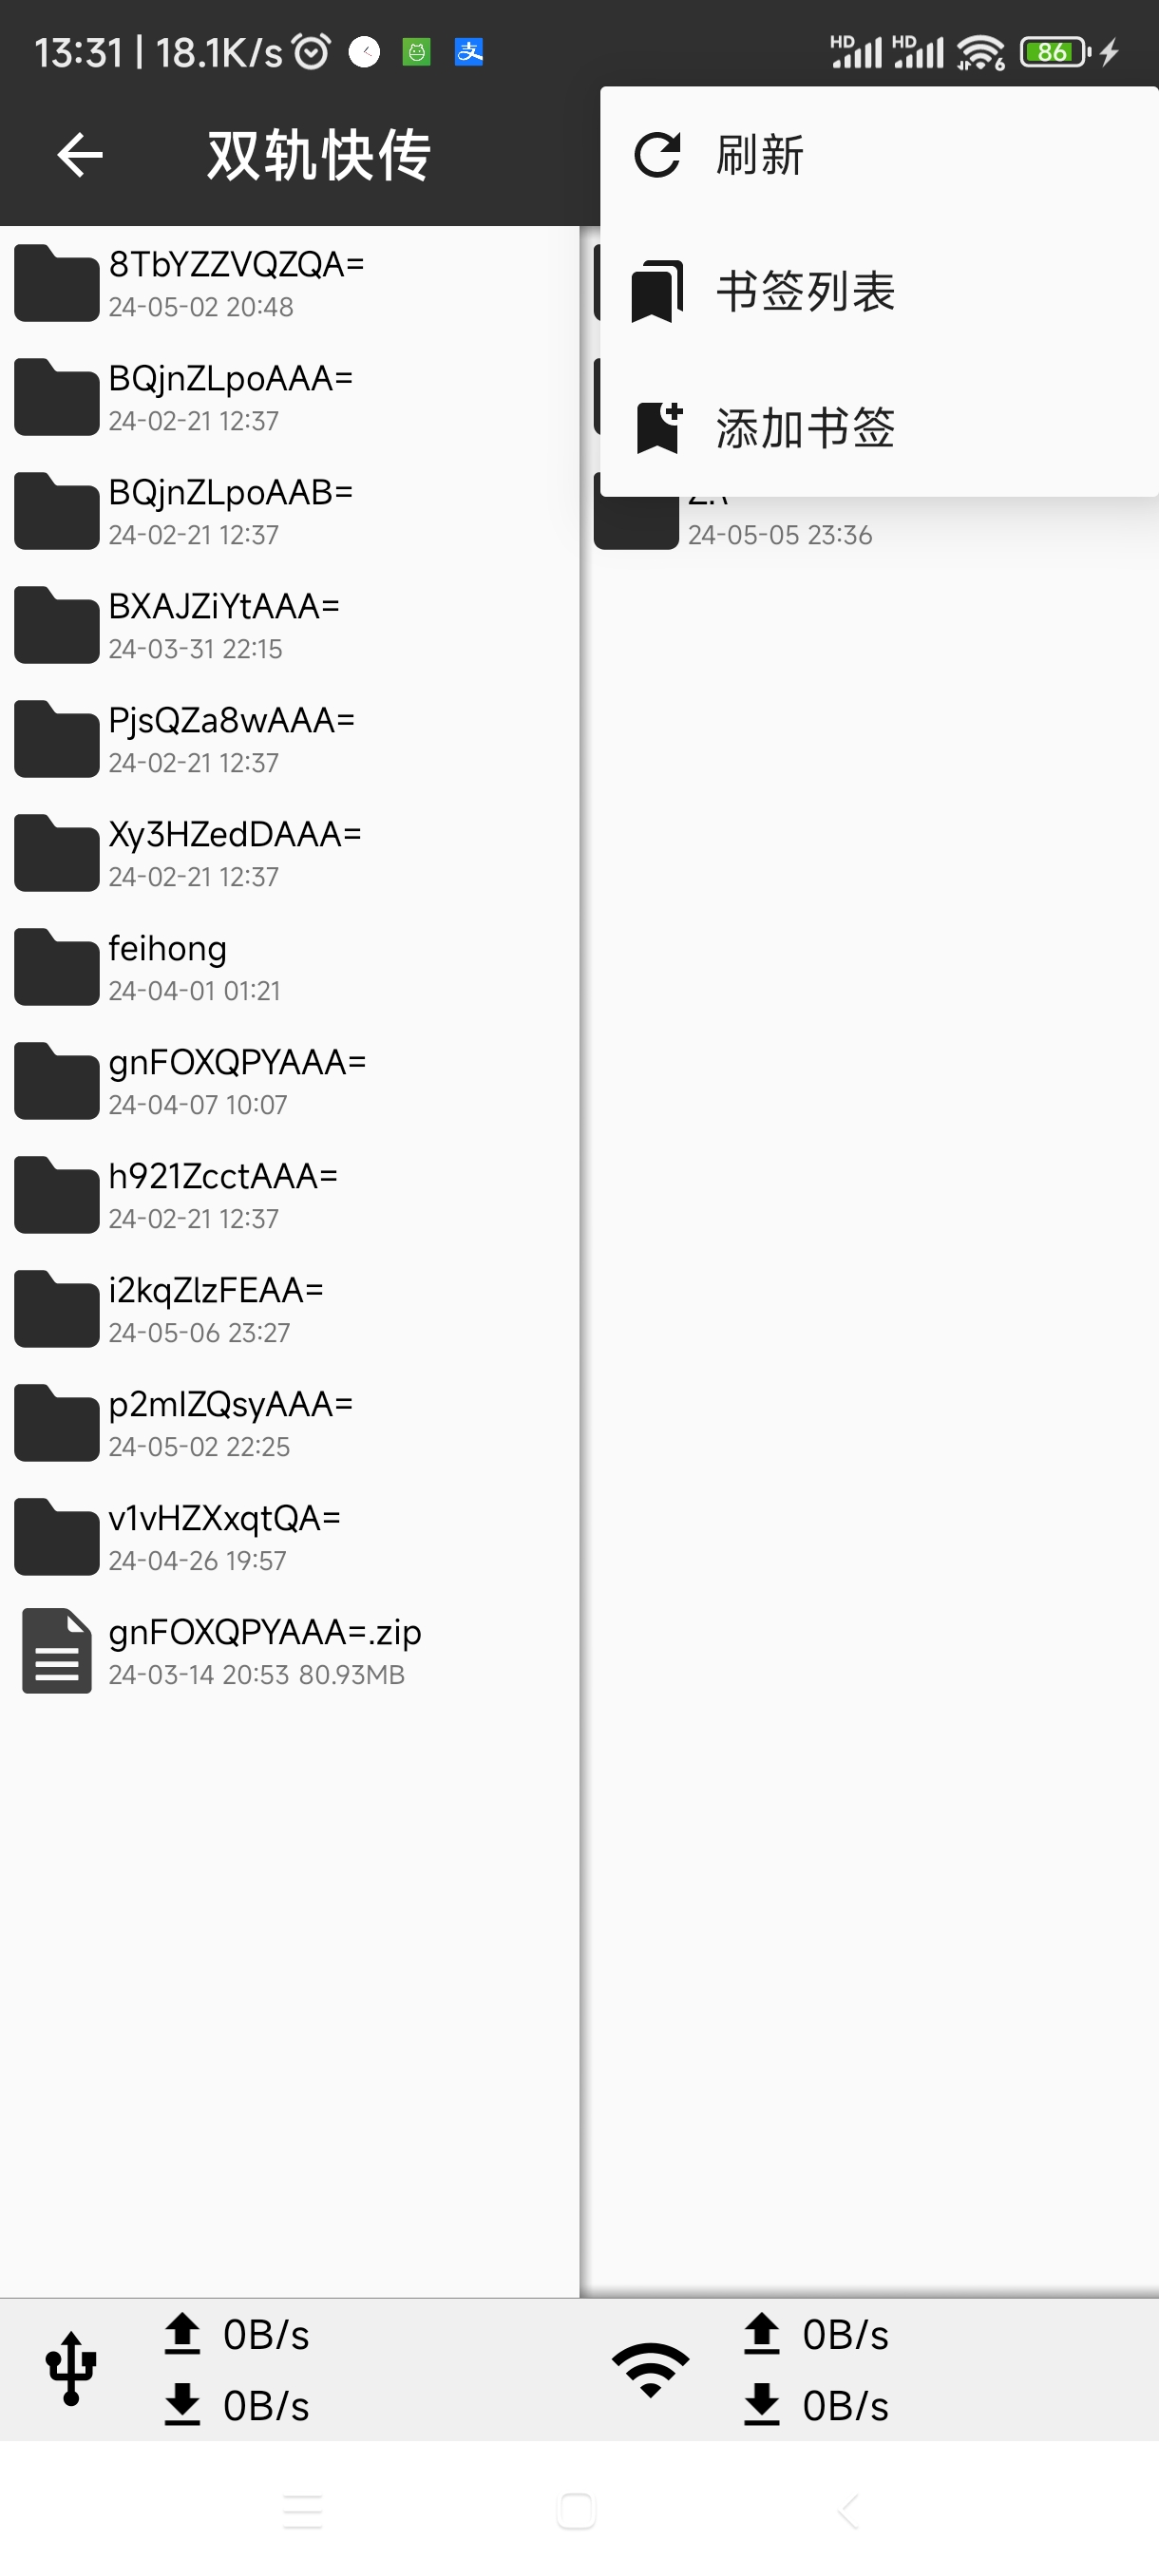 13:31 | 18.1K/s
HD HD 6 86
双轨快传
刷新
书签列表
添加书签
8TbYZZVQZQA=
24-05-02 20:48
BQjnZLpoAAA=
24-02-21 12:37
BQjnZLpoAAB=
24-02-21 12:37
BXAJZiYtAAA=
24-03-31 22:15
PjsQZa8wAAA=
24-02-21 12:37
Xy3HZedDAAA=
24-02-21 12:37
feihong
24-04-01 01:21
gnFOXQPYAAA=
24-04-07 10:07
h921ZcctAAA=
24-02-21 12:37
i2kqZlzFEAA=
24-05-06 23:27
p2mlZQsyAAA=
24-05-02 22:25
v1vHZXxqtQA=
24-04-26 19:57
gnFOXQPYAAA=.zip
24-03-14 20:53 80.93MB
24-05-05 23:36
0B/s
0B/s
0B/s
0B/s